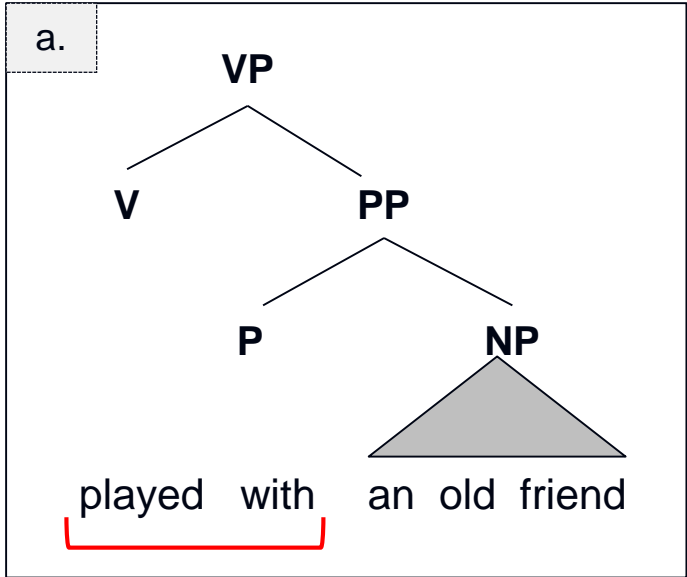 a.
VP
V PP
P NP
played with an old friend